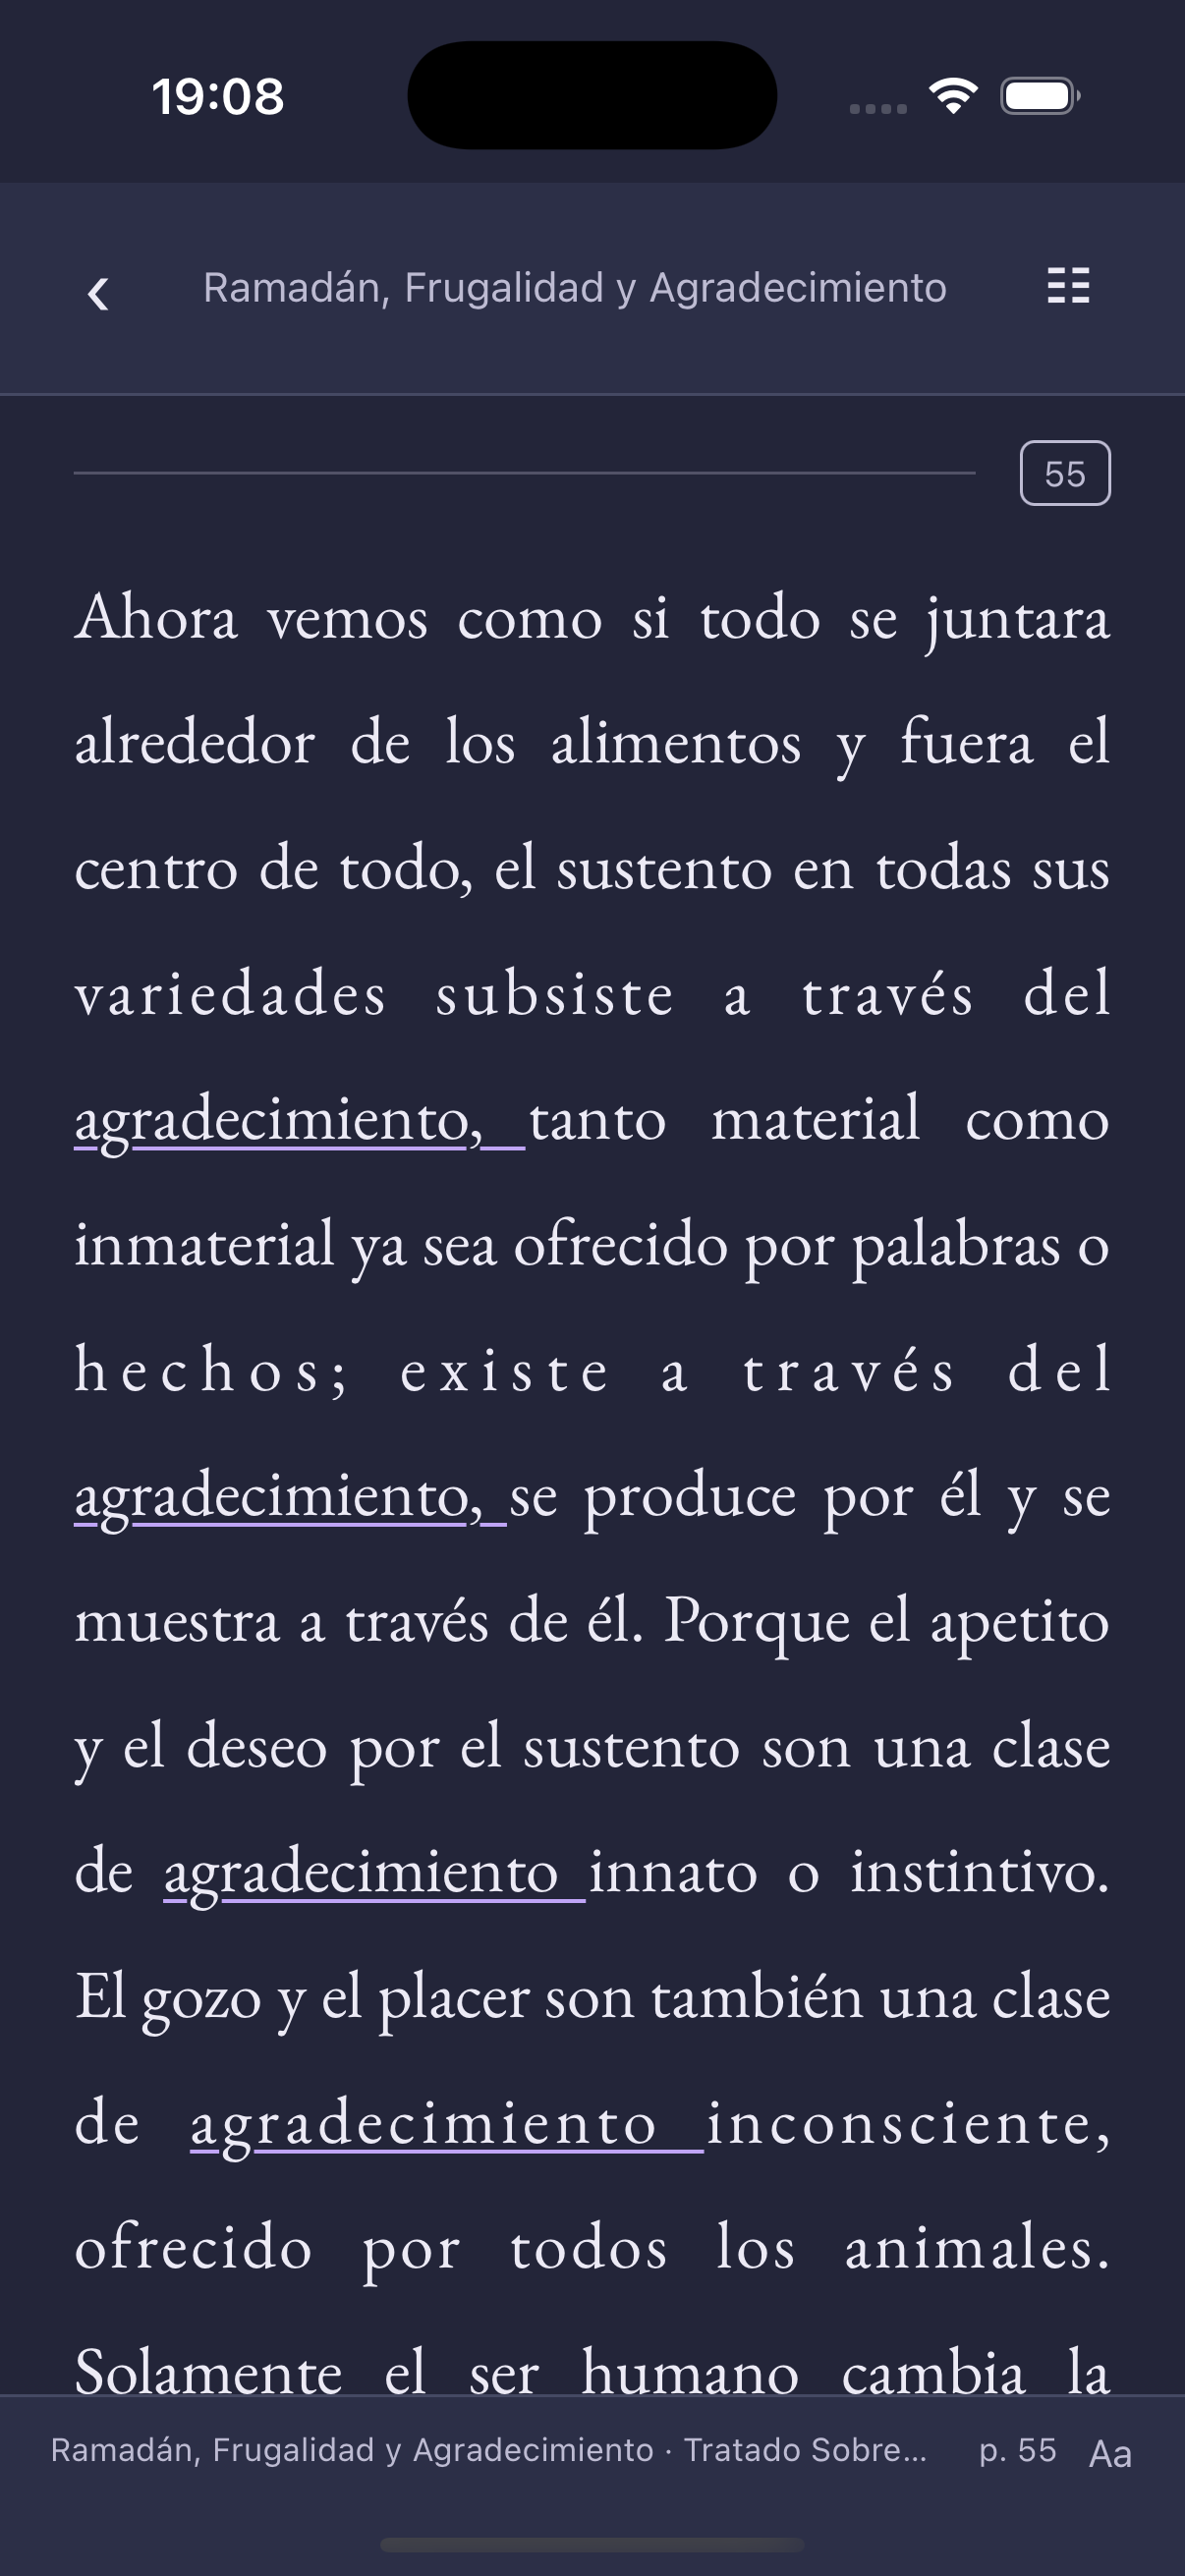 19:08
‹ Ramadán, Frugalidad y Agradecimiento
55
Ahora vemos como si todo se juntara
alrededor de los alimentos y fuera el
centro de todo, el sustento en todas sus
variedades subsiste a través del
agradecimiento, tanto material como
inmaterial ya sea ofrecido por palabras o
hechos; existe a través del
agradecimiento, se produce por él y se
muestra a través de él. Porque el apetito
y el deseo por el sustento son una clase
de agradecimiento innato o instintivo.
El gozo y el placer son también una clase
de agradecimiento inconsciente,
ofrecido por todos los animales.
Solamente el ser humano cambia la
Ramadán, Frugalidad y Agradecimiento · Tratado Sobre... p. 55 Aa